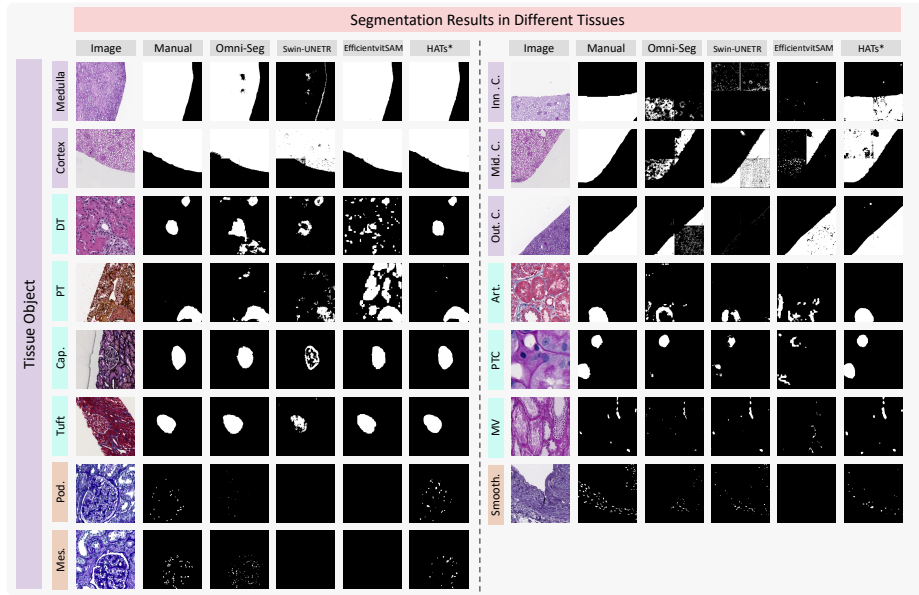 Segmentation Results in Different Tissues
Image Manual Omni-Seg Swin-UNETR EfficientvitSAM HATs*
Image Manual Omni-Seg Swin-UNETR EfficientvitSAM HATs*
Tissue Object
Medulla
Cortex
DT
PT
Cap.
Tuft
Pod.
Mes.
Inn . C.
Mid. C.
Out. C.
Art.
PTC
MV
Smooth.